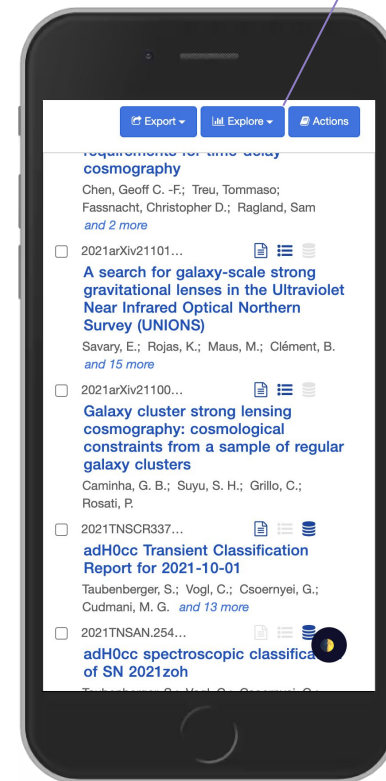 Export
Explore
Actions
requirements for time-delay
cosmography
Chen, Geoff C. -F.; Treu, Tommaso;
Fassnacht, Christopher D.; Ragland, Sam
and 2 more
2021arXiv21101…
A search for galaxy-scale strong
gravitational lenses in the Ultraviolet
Near Infrared Optical Northern
Survey (UNIONS)
Savary, E.; Rojas, K.; Maus, M.; Clément, B.
and 15 more
2021arXiv21100…
Galaxy cluster strong lensing
cosmography: cosmological
constraints from a sample of regular
galaxy clusters
Caminha, G. B.; Suyu, S. H.; Grillo, C.;
Rosati, P.
2021TNSCR337…
adH0cc Transient Classification
Report for 2021-10-01
Taubenberger, S.; Vogl, C.; Csoernyei, G.;
Cudmani, M. G. and 13 more
2021TNSAN.254…
adH0cc spectroscopic classifica
of SN 2021zoh